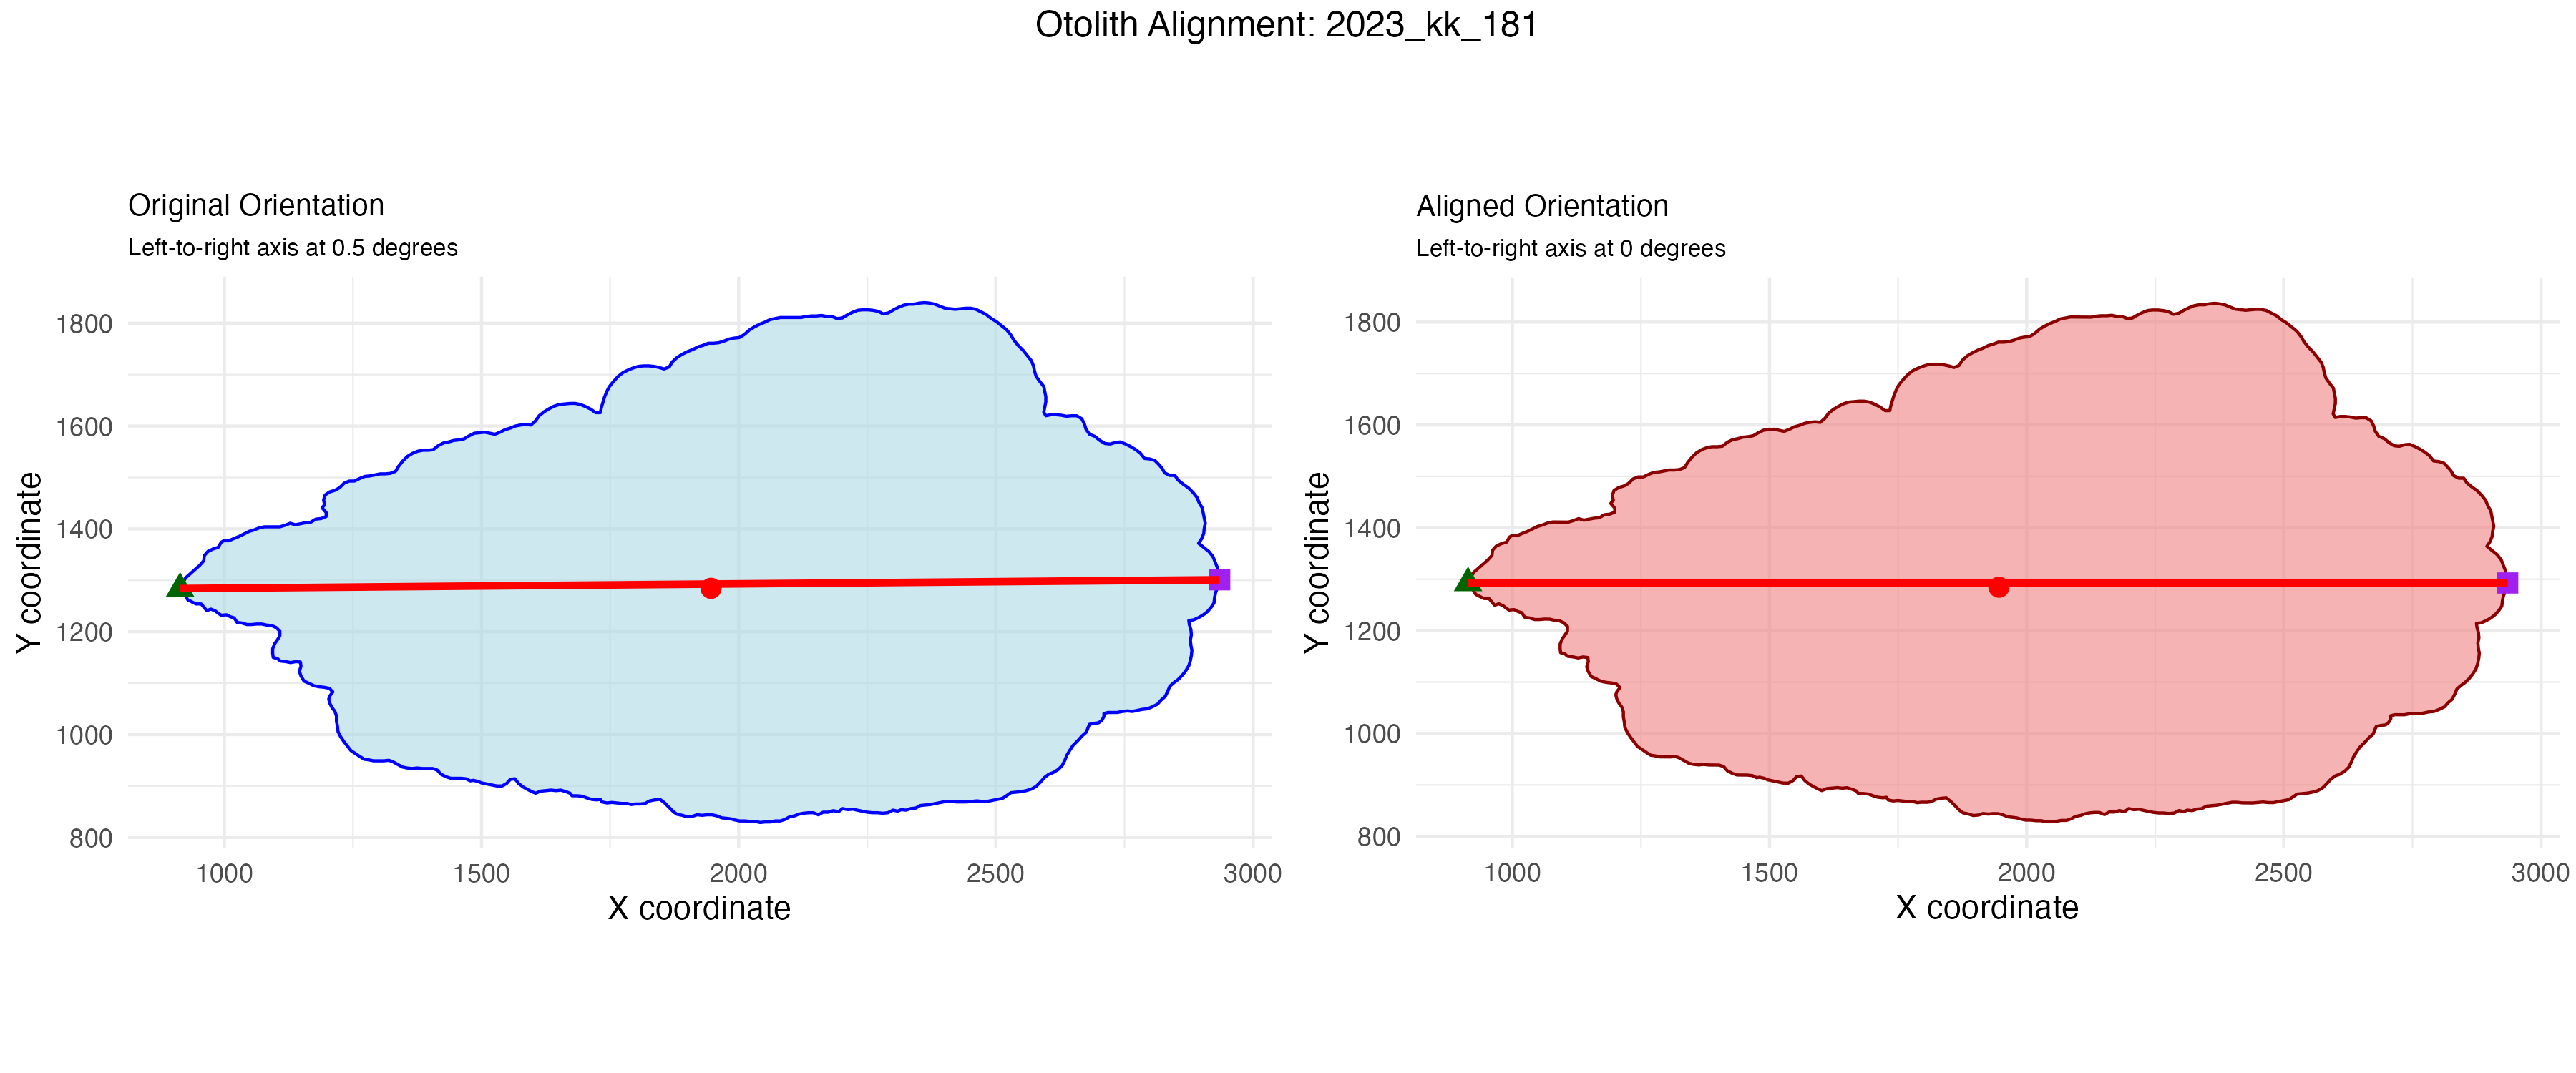 Otolith Alignment: 2023_kk_181
Original Orientation
Left-to-right axis at 0.5 degrees
Y coordinate
1800
1600
1400
1200
1000
800
1000 1500 2000 2500 3000
X coordinate
Aligned Orientation
Left-to-right axis at 0 degrees
Y coordinate
1800
1600
1400
1200
1000
800
1000 1500 2000 2500 3000
X coordinate